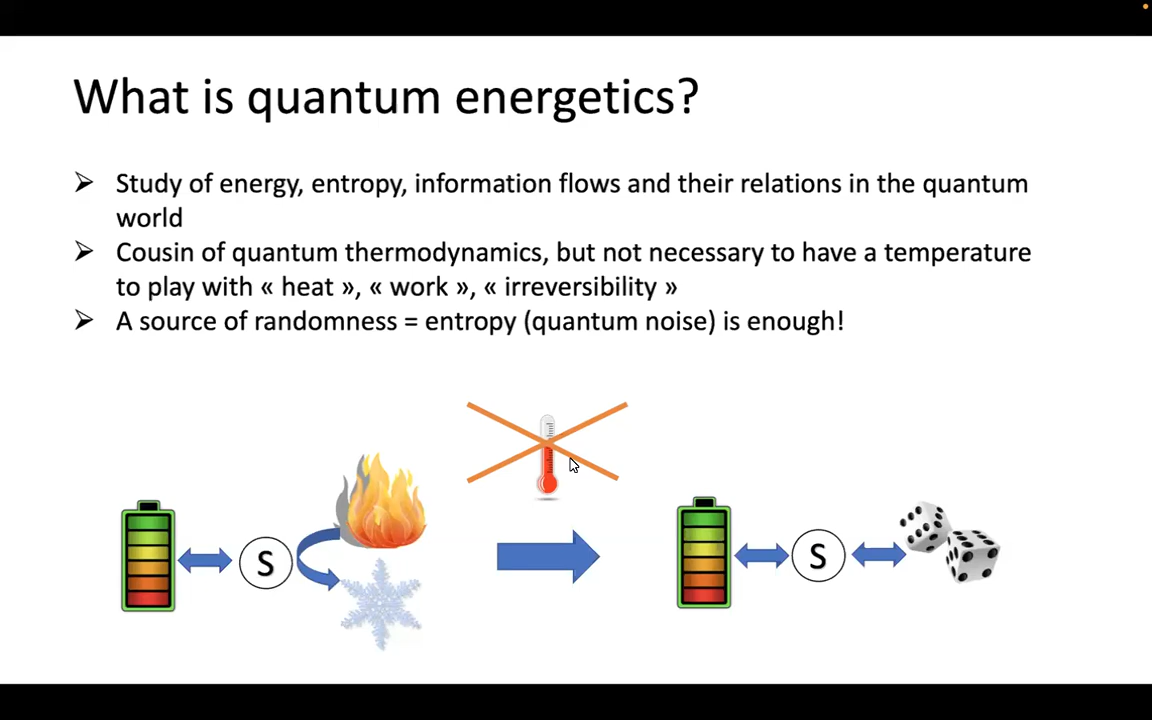 What is quantum energetics?
➢ Study of energy, entropy, information flows and their relations in the quantum
world
➢ Cousin of quantum thermodynamics, but not necessary to have a temperature
to play with « heat », « work », « irreversibility »
➢ A source of randomness = entropy (quantum noise) is enough!
S
S